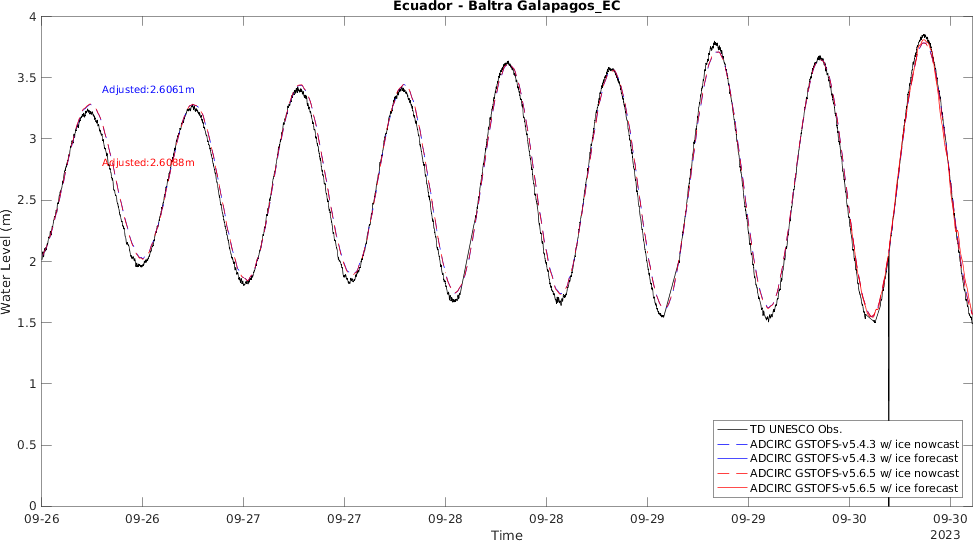 Ecuador - Baltra Galapagos_EC
4
3.5
3
2.5
2
1.5
1
0.5
0
Water Level (m)
Adjusted:2.6061m
Adjusted:2.6088m
TD UNESCO Obs.
ADCIRC GSTOFS-v5.4.3 w/ ice nowcast
ADCIRC GSTOFS-v5.4.3 w/ ice forecast
ADCIRC GSTOFS-v5.6.5 w/ ice nowcast
ADCIRC GSTOFS-v5.6.5 w/ ice forecast
09-26 09-26 09-27 09-27 09-28 09-28 09-29 09-29 09-30 09-30
2023
Time